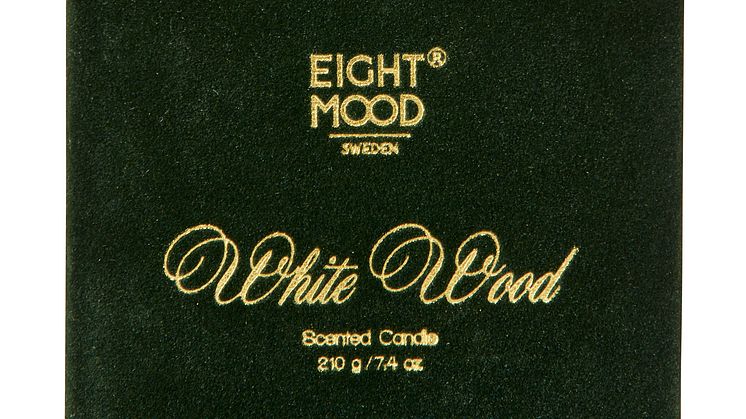 EIGHT®
MOOD
SWEDEN
White Wood
Scented Candle
210 g / 7.4 oz